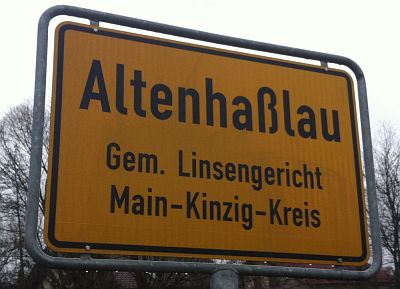 Altenhaßlau
Gem. Linsengericht
Main-Kinzig-Kreis